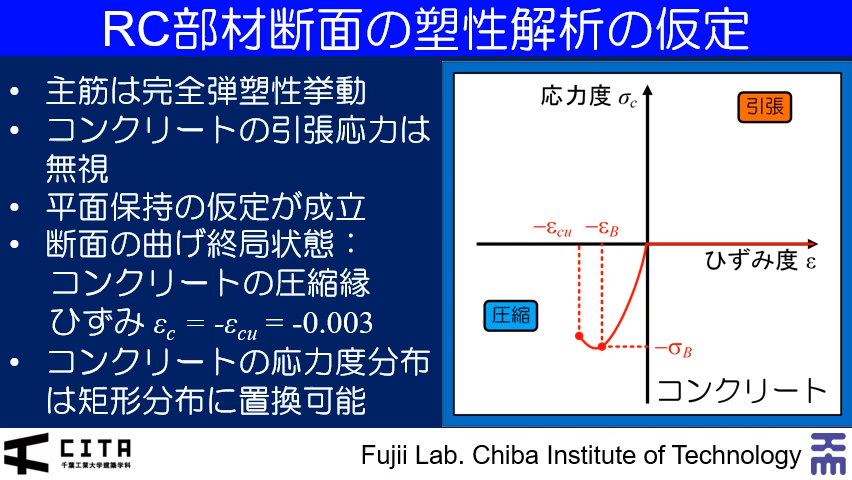 RC部材断面の塑性解析の仮定
• 主筋は完全弾塑性挙動
• コンクリートの引張応力は
無視
• 平面保持の仮定が成立
• 断面の曲げ終局状態：
コンクリートの圧縮縁
ひずみ εc = -εcu = -0.003
• コンクリートの応力度分布
は矩形分布に置換可能
応力度 σc
引張
−εcu
−εB
ひずみ度 ε
圧縮
−σB
コンクリート
CITA
千葉工業大学建築学科
Fujii Lab. Chiba Institute of Technology